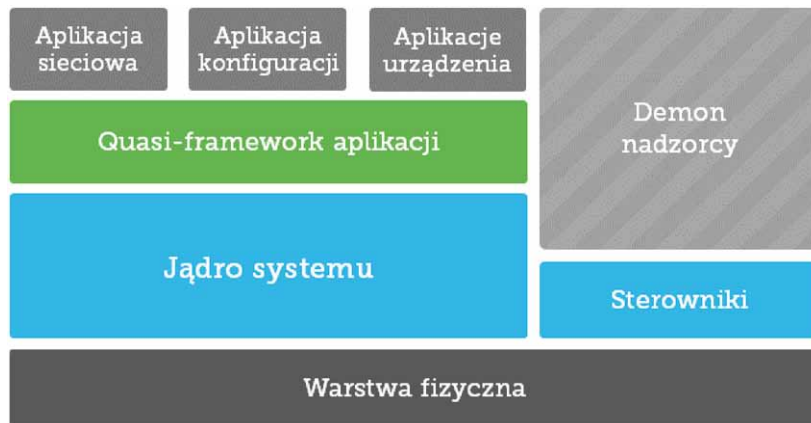 Aplikacja
sieciowa
Aplikacja
konfiguracji
Aplikacje
urządzenia
Demon
nadzorcy
Quasi-framework aplikacji
Jądro systemu
Sterowniki
Warstwa fizyczna